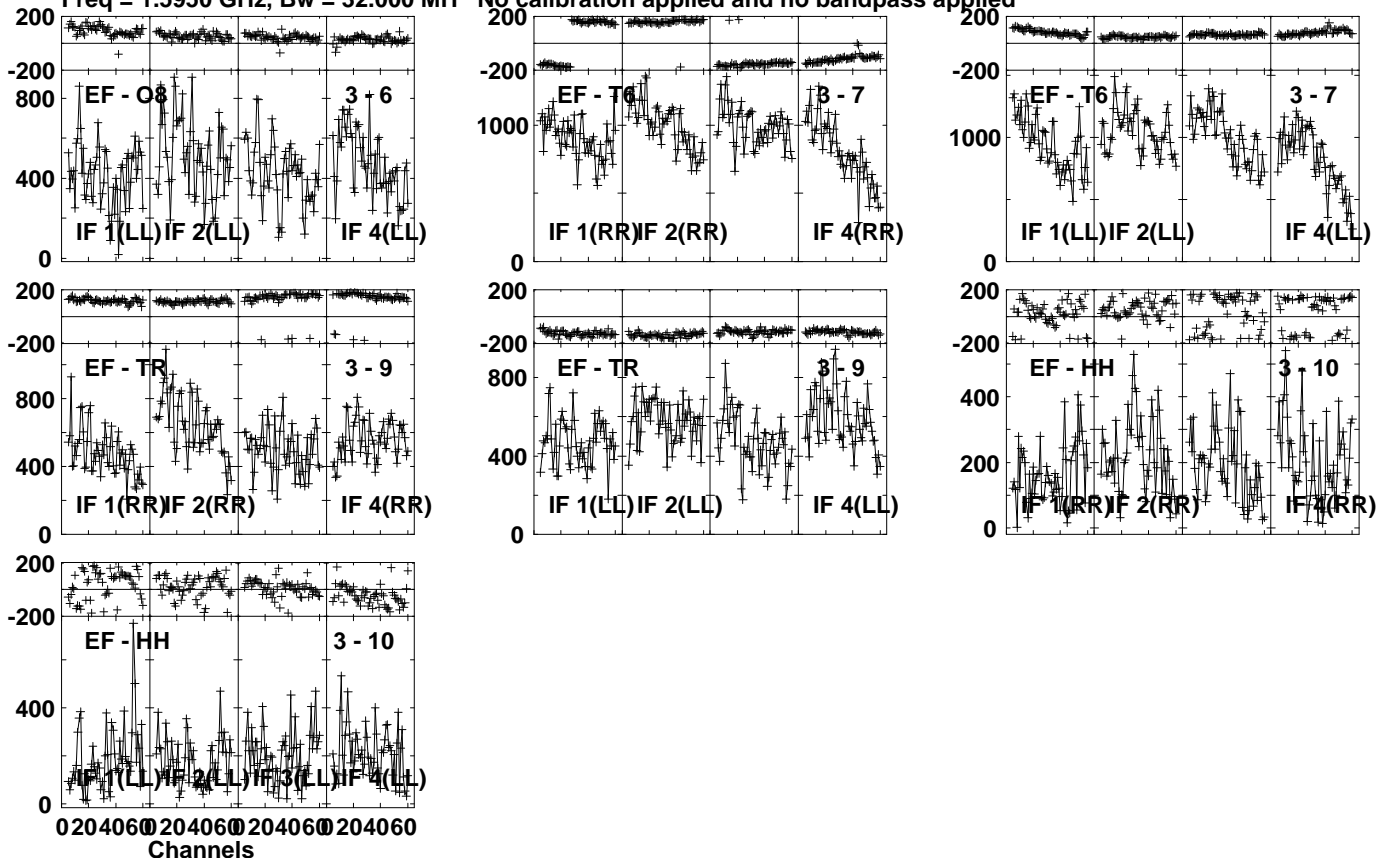 Freq = 1.5950 GHz, Bw = 32.000 MH No calibration applied and no bandpass applied
200
-200
800
400
0
EF - O8
3 - 6
IF 1(LL)
IF 2(LL)
IF 4(LL)
200
-200
1000
0
EF - T6
3 - 7
IF 1(RR)
IF 2(RR)
IF 4(RR)
200
-200
1000
0
EF - T6
3 - 7
IF 1(LL)
IF 2(LL)
IF 4(LL)
200
-200
800
400
0
EF - TR
3 - 9
IF 1(RR)
IF 2(RR)
IF 4(RR)
200
-200
800
400
0
EF - TR
3 - 9
IF 1(LL)
IF 2(LL)
IF 4(LL)
200
-200
400
200
0
EF - HH
3 - 10
IF 1(RR)
IF 2(RR)
IF 4(RR)
200
-200
400
0
EF - HH
3 - 10
IF 1(LL)
IF 2(LL)
IF 3(LL)
IF 4(LL)
0 20 40 60 0 20 40 60 0 20 40 60 0 20 40 60
Channels